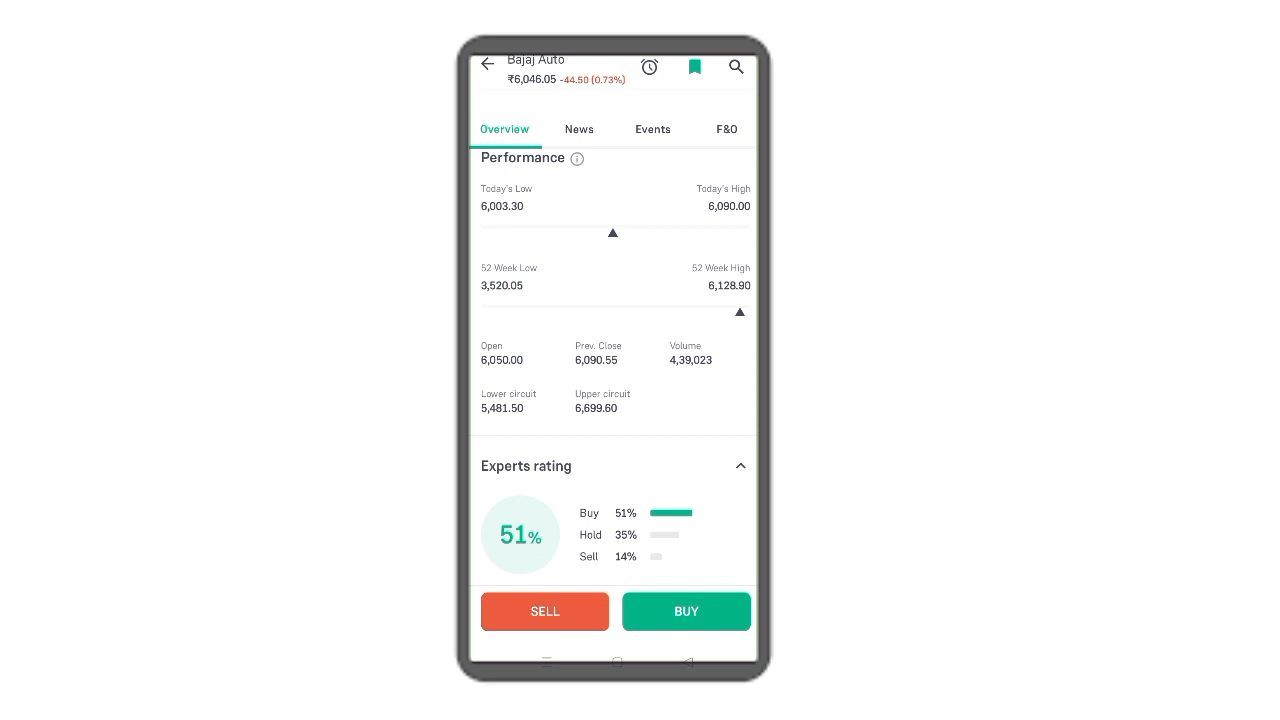 Bajaj Auto
₹6,046.05 -44.50 (0.73%)
Overview News Events F&O
Performance
Today's Low Today's High
6,003.30 6,090.00
52 Week Low 52 Week High
3,520.05 6,128.90
Open Prev. Close Volume
6,050.00 6,090.55 4,39,023
Lower circuit Upper circuit
5,481.50 6,699.60
Experts rating
51%
Buy 51%
Hold 35%
Sell 14%
SELL BUY